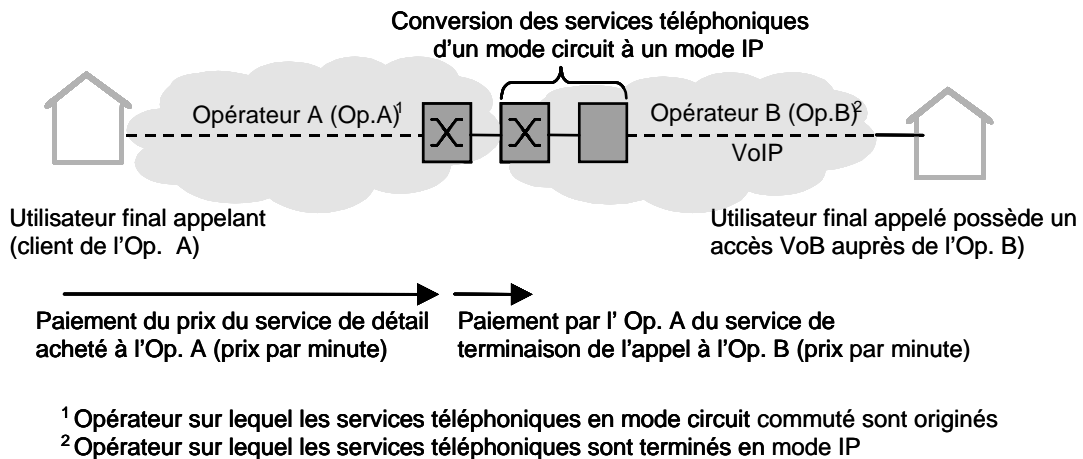 Conversion des services téléphoniques
d'un mode circuit à un mode IP
Opérateur A (Op.A)¹
Opérateur B (Op.B)²
VoIP
Utilisateur final appelant
(client de l'Op. A)
Utilisateur final appelé possède un
accès VoB auprès de l'Op. B)
Paiement du prix du service de détail
acheté à l'Op. A (prix par minute)
Paiement par l' Op. A du service de
terminaison de l'appel à l'Op. B (prix par minute)
¹ Opérateur sur lequel les services téléphoniques en mode circuit commuté sont originés
² Opérateur sur lequel les services téléphoniques sont terminés en mode IP